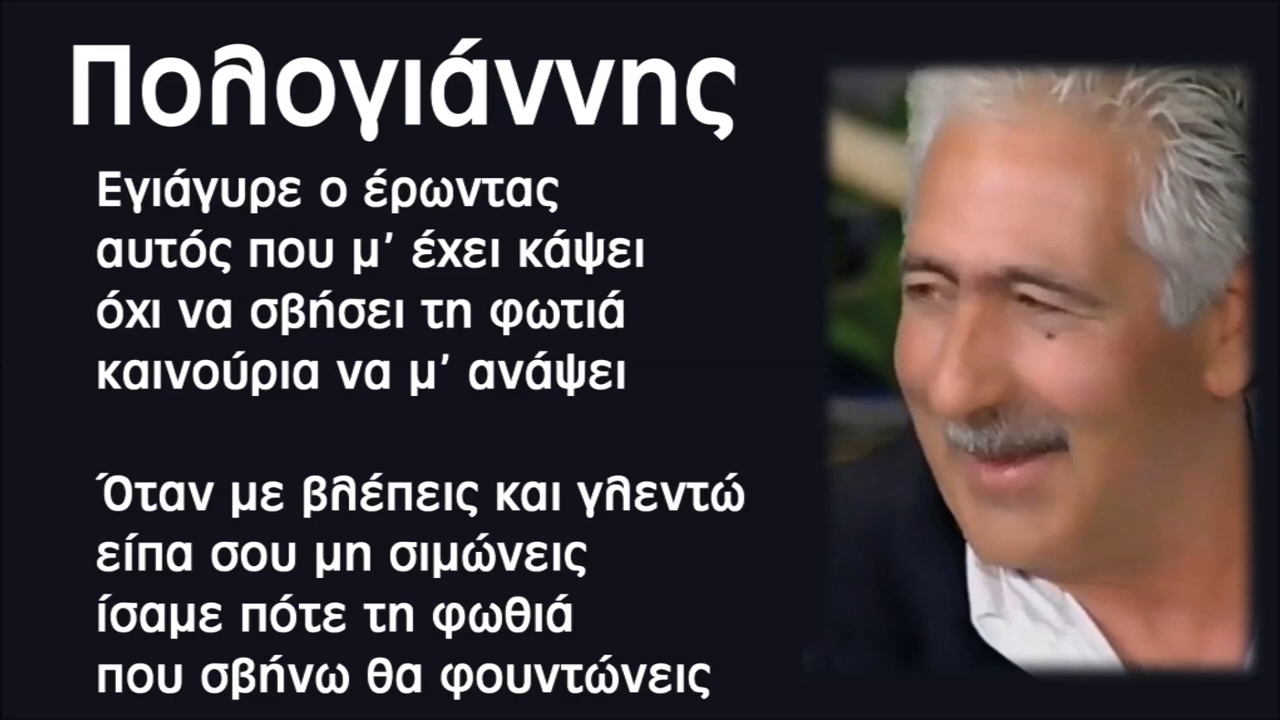 Πολογιάννης
Εγιάγυρε ο έρωντας
αυτός που μ’ έχει κάψει
όχι να σβήσει τη φωτιά
καινούρια να μ’ ανάψει
Όταν με βλέπεις και γλεντώ
είπα σου μη σιμώνεις
ίσαμε πότε τη φωθιά
που σβήνω θα φουντώνεις